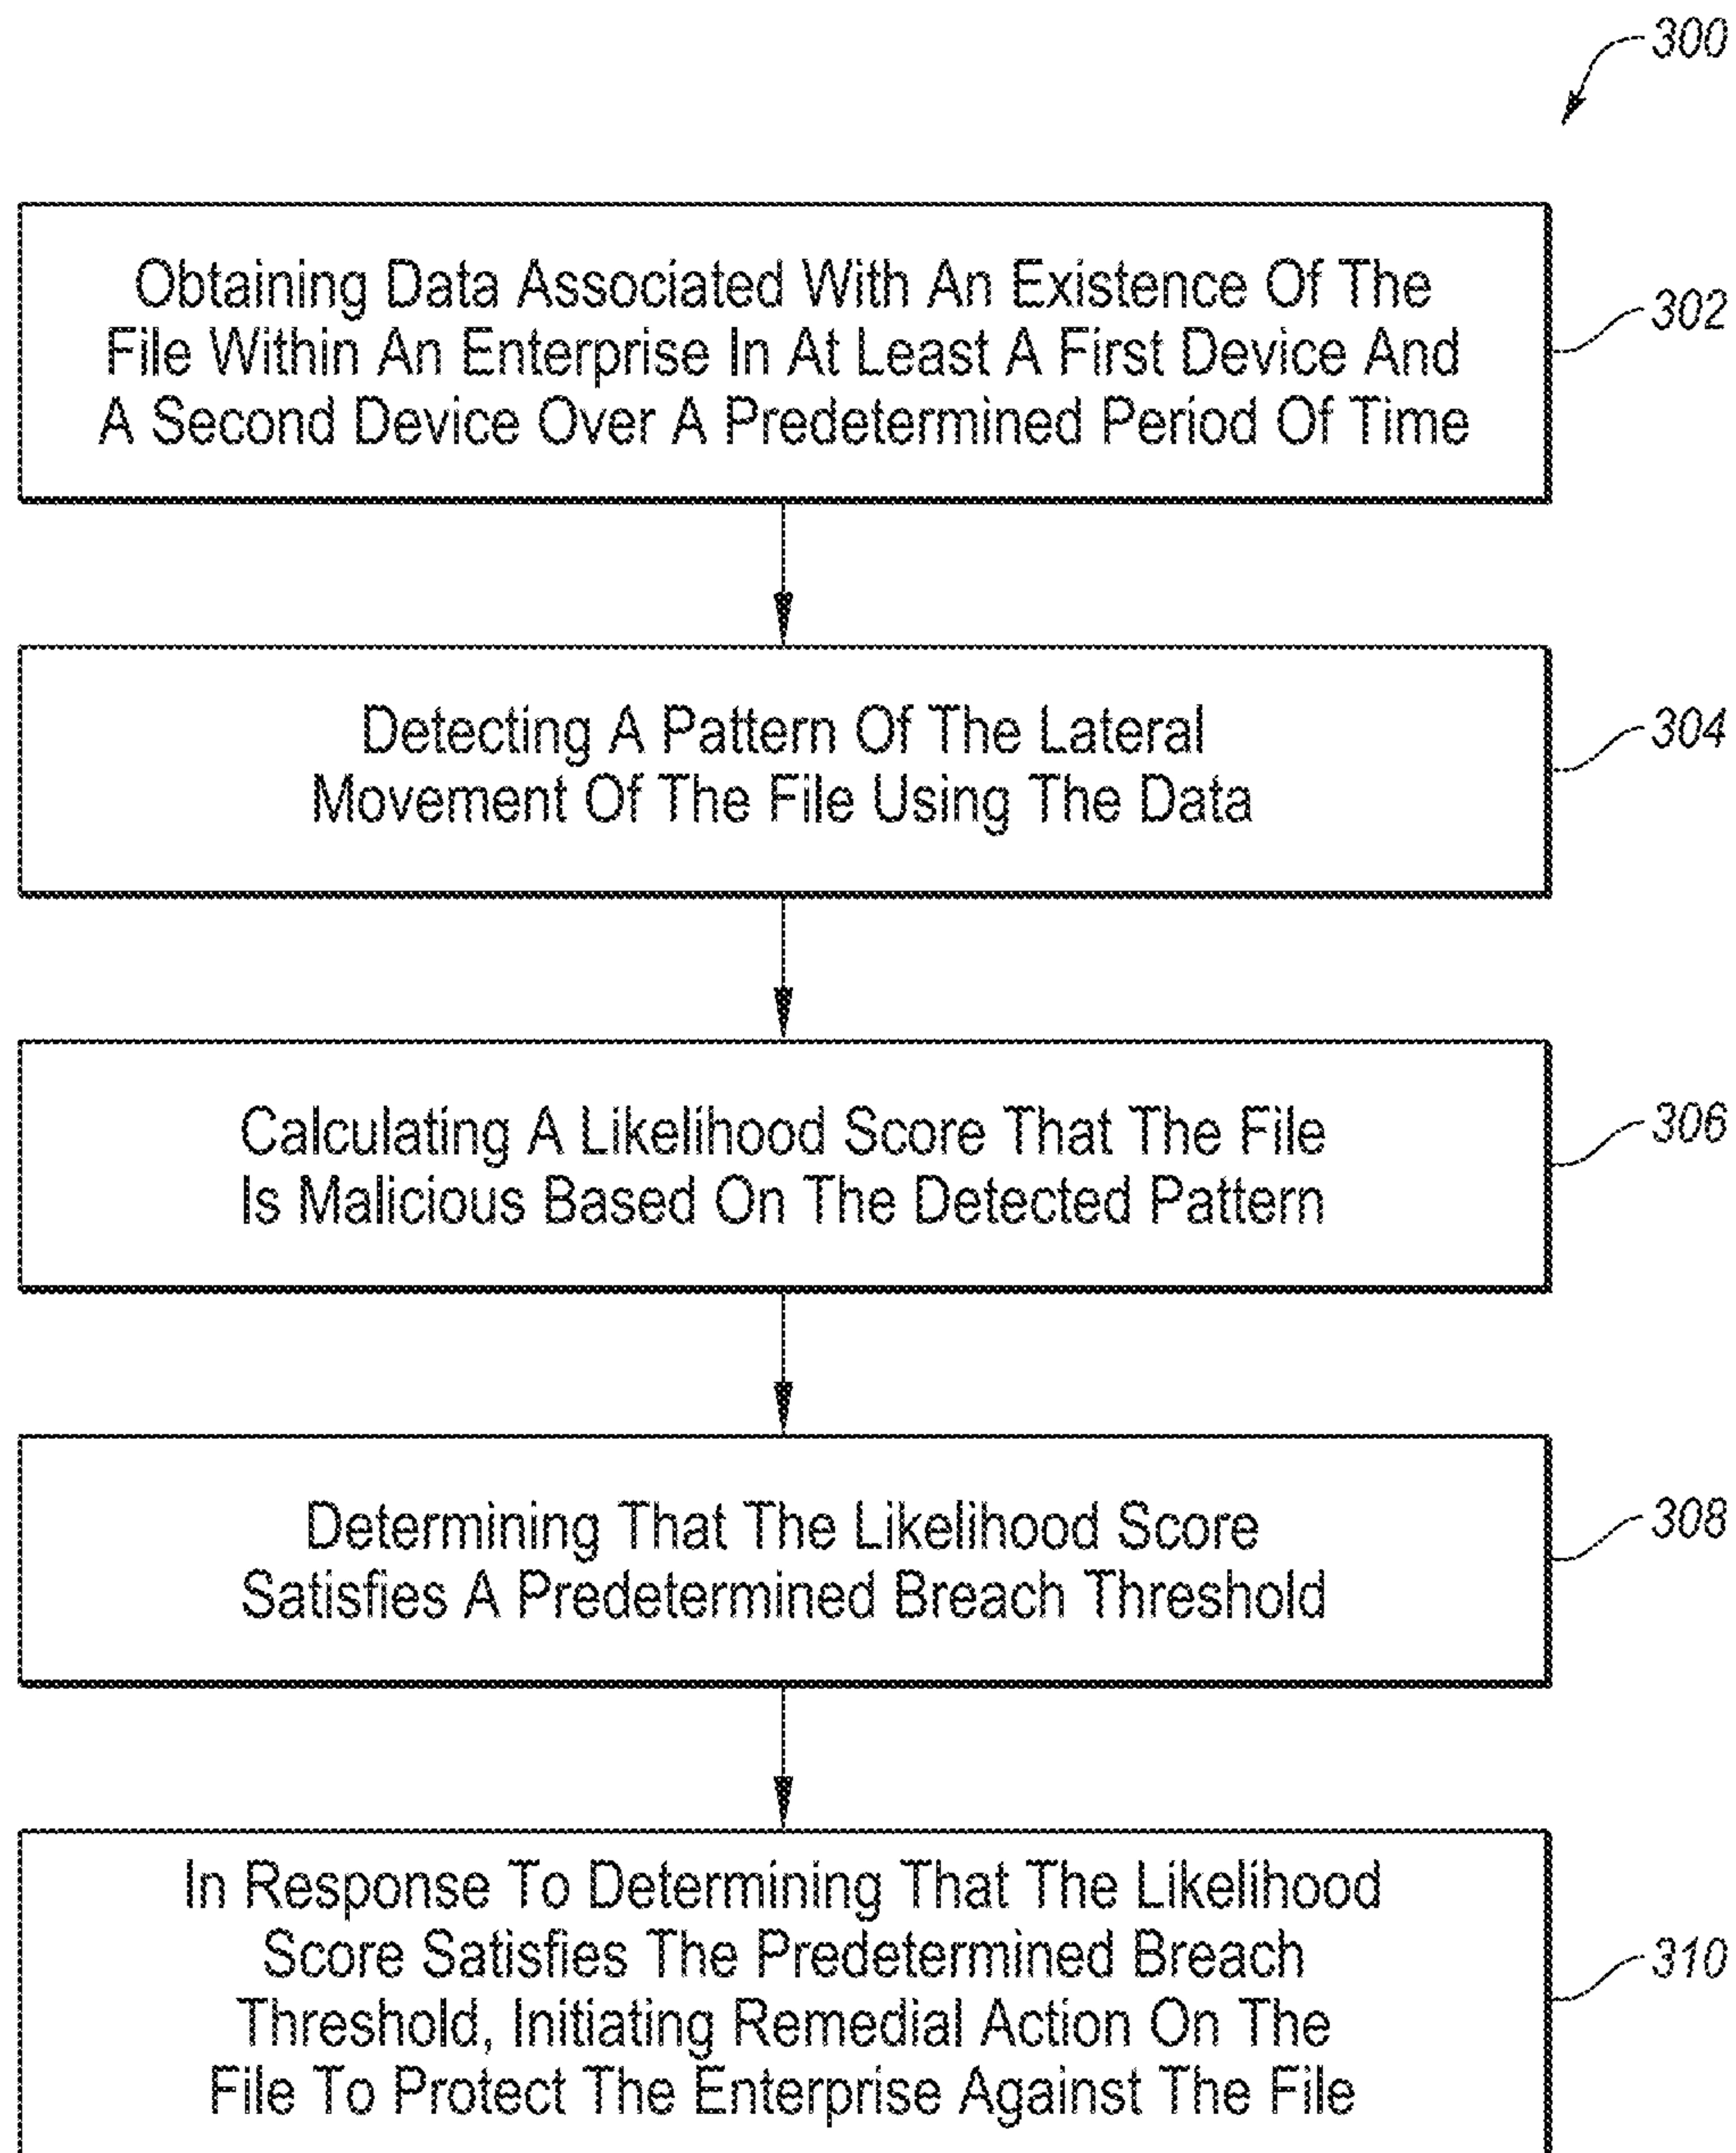 300
Obtaining Data Associated With An Existence Of The
File Within An Enterprise In At Least A First Device And
A Second Device Over A Predetermined Period Of Time
302
Detecting A Pattern Of The Lateral
Movement Of The File Using The Data
304
Calculating A Likelihood Score That The File
Is Malicious Based On The Detected Pattern
306
Determining That The Likelihood Score
Satisfies A Predetermined Breach Threshold
308
In Response To Determining That The Likelihood
Score Satisfies The Predetermined Breach
Threshold, Initiating Remedial Action On The
File To Protect The Enterprise Against The File
310